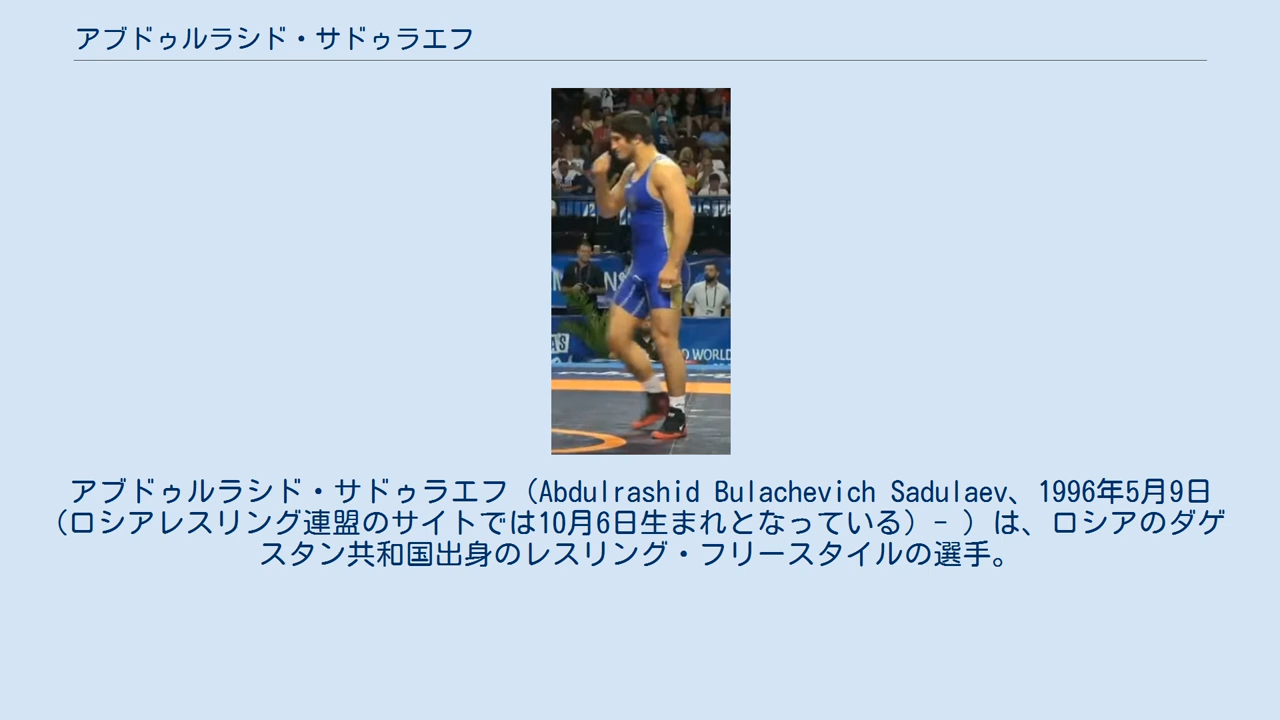 アブドゥルラシド・サドゥラエフ
A'S
D WORLD
アブドゥルラシド・サドゥラエフ（Abdulrashid Bulachevich Sadulaev、1996年5月9日
（ロシアレスリング連盟のサイトでは10月6日生まれとなっている）- ）は、ロシアのダゲ
スタン共和国出身のレスリング・フリースタイルの選手。